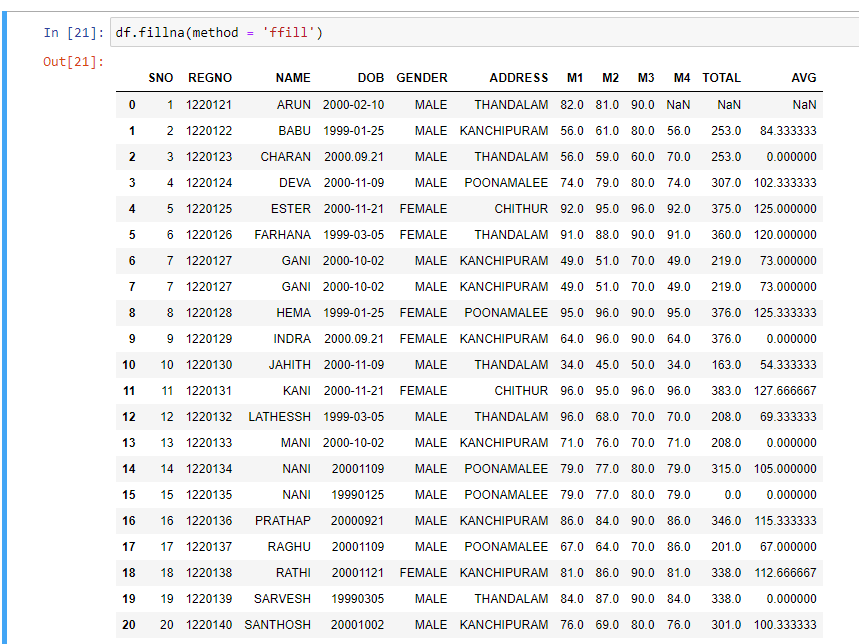 In [21]: df.fillna(method = 'ffill')
Out[21]:
SNO REGNO NAME DOB GENDER ADDRESS M1 M2 M3 M4 TOTAL AVG
0 1 1220121 ARUN 2000-02-10 MALE THANDALAM 82.0 81.0 90.0 NaN NaN NaN
1 2 1220122 BABU 1999-01-25 MALE KANCHIPURAM 56.0 61.0 80.0 56.0 253.0 84.333333
2 3 1220123 CHARAN 2000.09.21 MALE THANDALAM 56.0 59.0 60.0 70.0 253.0 0.000000
3 4 1220124 DEVA 2000-11-09 MALE POONAMALEE 74.0 79.0 80.0 74.0 307.0 102.333333
4 5 1220125 ESTER 2000-11-21 FEMALE CHITHUR 92.0 95.0 96.0 92.0 375.0 125.000000
5 6 1220126 FARHANA 1999-03-05 FEMALE THANDALAM 91.0 88.0 90.0 91.0 360.0 120.000000
6 7 1220127 GANI 2000-10-02 MALE KANCHIPURAM 49.0 51.0 70.0 49.0 219.0 73.000000
7 7 1220127 GANI 2000-10-02 MALE KANCHIPURAM 49.0 51.0 70.0 49.0 219.0 73.000000
8 8 1220128 HEMA 1999-01-25 FEMALE POONAMALEE 95.0 96.0 90.0 95.0 376.0 125.333333
9 9 1220129 INDRA 2000.09.21 FEMALE KANCHIPURAM 64.0 96.0 90.0 64.0 376.0 0.000000
10 10 1220130 JAHITH 2000-11-09 MALE THANDALAM 34.0 45.0 50.0 34.0 163.0 54.333333
11 11 1220131 KANI 2000-11-21 FEMALE CHITHUR 96.0 95.0 96.0 96.0 383.0 127.666667
12 12 1220132 LATHESSH 1999-03-05 MALE THANDALAM 96.0 68.0 70.0 70.0 208.0 69.333333
13 13 1220133 MANI 2000-10-02 MALE KANCHIPURAM 71.0 76.0 70.0 71.0 208.0 0.000000
14 14 1220134 NANI 20001109 MALE POONAMALEE 79.0 77.0 80.0 79.0 315.0 105.000000
15 15 1220135 NANI 19990125 MALE POONAMALEE 79.0 77.0 80.0 79.0 0.0 0.000000
16 16 1220136 PRATHAP 20000921 MALE KANCHIPURAM 86.0 84.0 90.0 86.0 346.0 115.333333
17 17 1220137 RAGHU 20001109 MALE POONAMALEE 67.0 64.0 70.0 86.0 201.0 67.000000
18 18 1220138 RATHI 20001121 FEMALE KANCHIPURAM 81.0 86.0 90.0 81.0 338.0 112.666667
19 19 1220139 SARVESH 19990305 MALE THANDALAM 84.0 87.0 90.0 84.0 338.0 0.000000
20 20 1220140 SANTHOSH 20001002 MALE KANCHIPURAM 76.0 69.0 80.0 76.0 301.0 100.333333